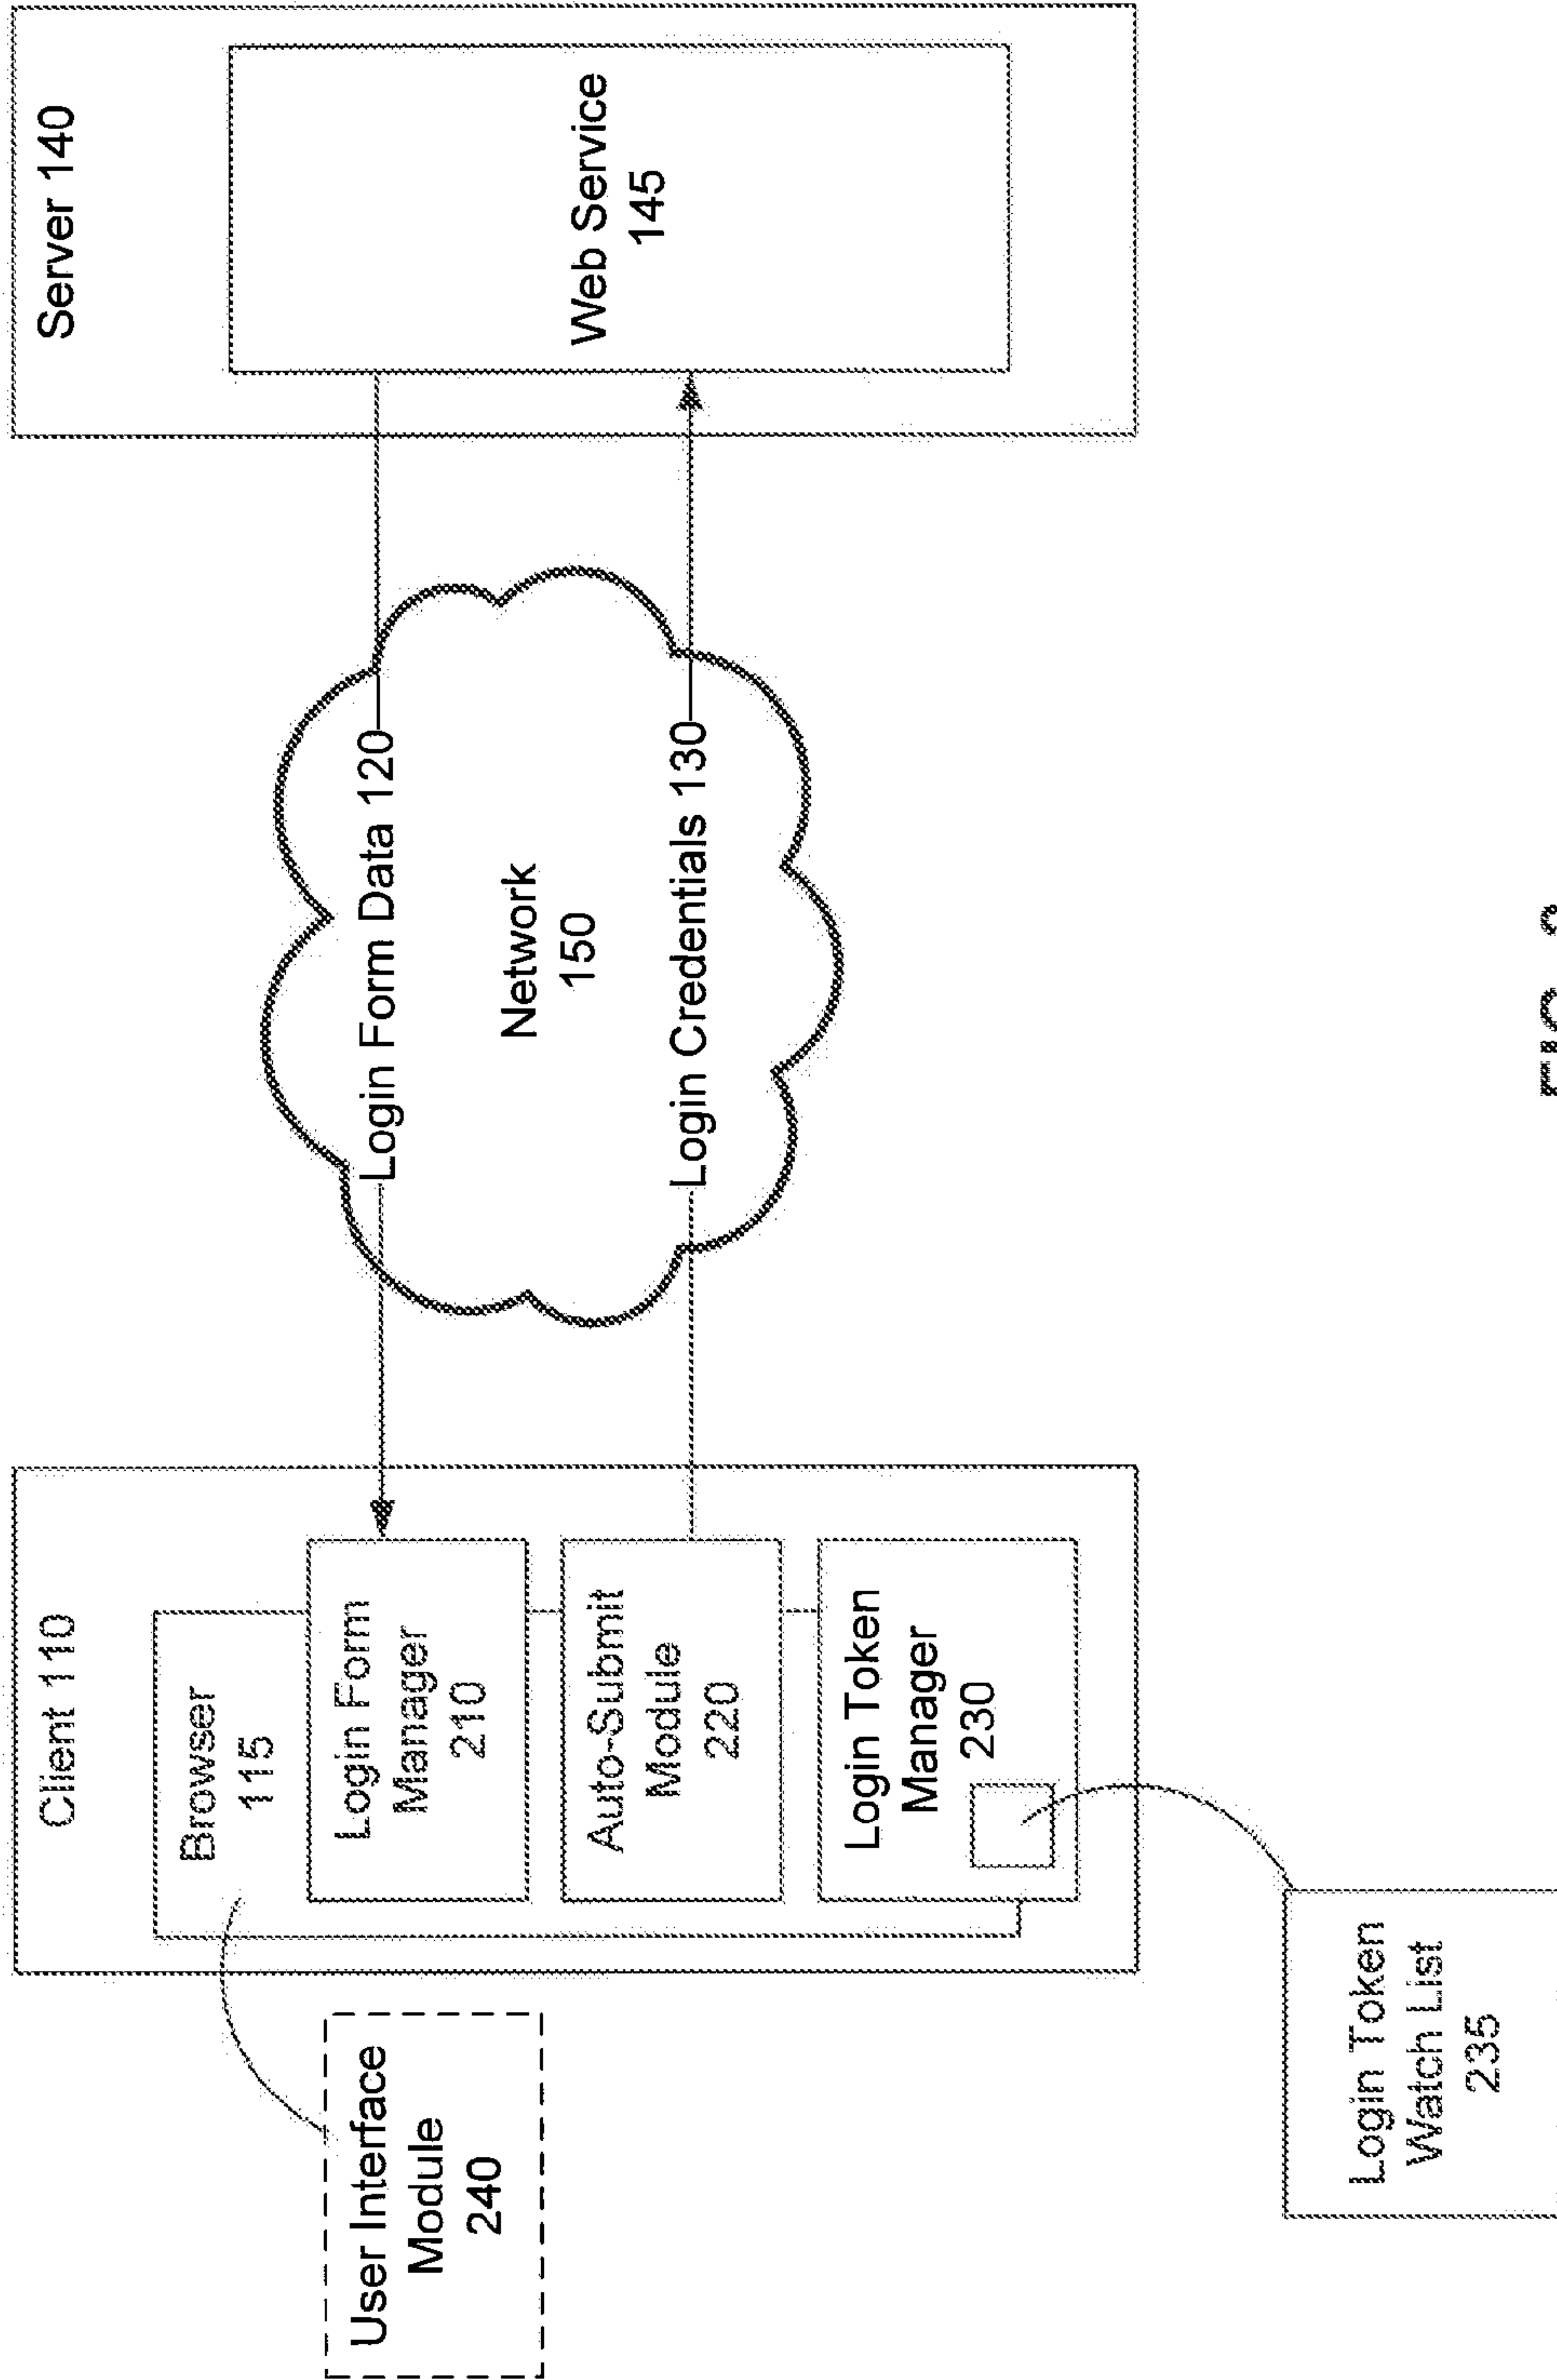 Client 110
Browser
115
Login Form
Manager
210
Auto-Submit
Module
220
Login Token
Manager
230
User Interface
Module
240
Login Token
Watch List
235
Login Form Data 120
Network
150
Login Credentials 130
Server 140
Web Service
145